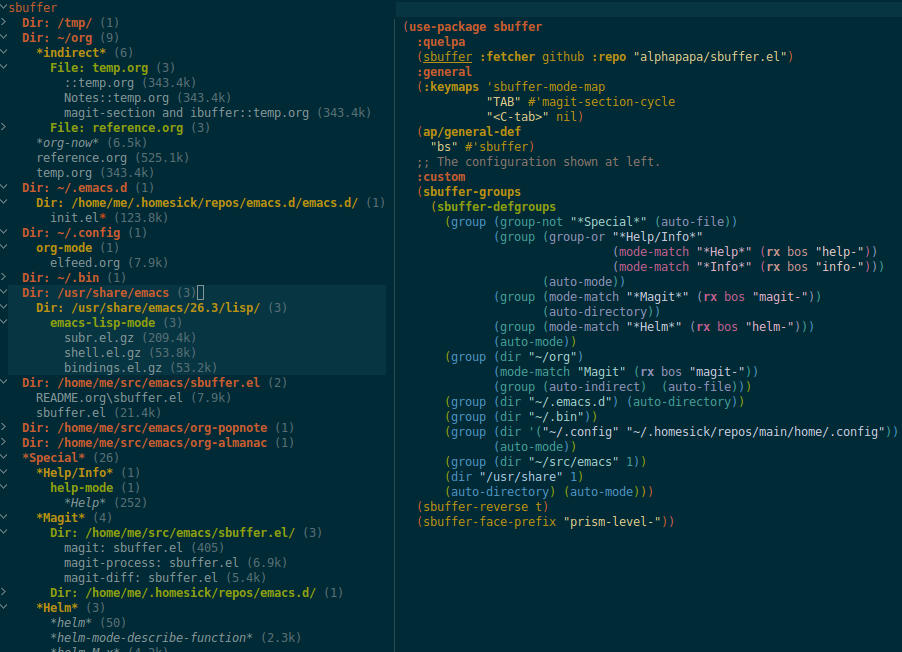 sbuffer
Dir: /tmp/ (1)
Dir: ~/org (9)
*indirect* (6)
File: temp.org (3)
::temp.org (343.4k)
Notes::temp.org (343.4k)
magit-section and ibuffer::temp.org (343.4k)
File: reference.org (3)
*org-now* (6.5k)
reference.org (525.1k)
temp.org (343.4k)
Dir: ~/.emacs.d (1)
Dir: /home/me/.homesick/repos/emacs.d/emacs.d/ (1)
init.el* (123.8k)
Dir: ~/.config (1)
org-mode (1)
elfeed.org (7.9k)
Dir: ~/.bin (1)
Dir: /usr/share/emacs (3)
Dir: /usr/share/emacs/26.3/lisp/ (3)
emacs-lisp-mode (3)
subr.el.gz (209.4k)
shell.el.gz (53.8k)
bindings.el.gz (53.2k)
Dir: /home/me/src/emacs/sbuffer.el (2)
README.org\sbuffer.el (7.9k)
sbuffer.el (21.4k)
Dir: /home/me/src/emacs/org-popnote (1)
Dir: /home/me/src/emacs/org-almanac (1)
*Special* (26)
*Help/Info* (1)
help-mode (1)
*Help* (252)
*Magit* (4)
Dir: /home/me/src/emacs/sbuffer.el/ (3)
magit: sbuffer.el (405)
magit-process: sbuffer.el (6.9k)
magit-diff: sbuffer.el (5.4k)
Dir: /home/me/.homesick/repos/emacs.d/ (1)
*Helm* (3)
*helm* (50)
*helm-mode-describe-function* (2.3k)
(use-package sbuffer
:quelpa
(sbuffer :fetcher github :repo "alphapapa/sbuffer.el")
:general
(:keymaps 'sbuffer-mode-map
"TAB" #'magit-section-cycle
"<C-tab>" nil)
(ap/general-def
"bs" #'sbuffer)
;; The configuration shown at left.
:custom
(sbuffer-groups
(sbuffer-defgroups
(group (group-not "*Special*" (auto-file))
(group (group-or "*Help/Info*"
(mode-match "*Help*" (rx bos "help-"))
(mode-match "*Info*" (rx bos "info-")))
(auto-mode))
(group (mode-match "*Magit*" (rx bos "magit-"))
(auto-directory))
(group (mode-match "*Helm*" (rx bos "helm-")))
(auto-mode))
(group (dir "~/org")
(mode-match "Magit" (rx bos "magit-"))
(group (auto-indirect) (auto-file)))
(group (dir "~/.emacs.d") (auto-directory))
(group (dir "~/.bin"))
(group (dir '("~/.config" "~/.homesick/repos/main/home/.config"))
(auto-mode))
(group (dir "~/src/emacs" 1))
(dir "/usr/share" 1)
(auto-directory) (auto-mode)))
(sbuffer-reverse t)
(sbuffer-face-prefix "prism-level-"))